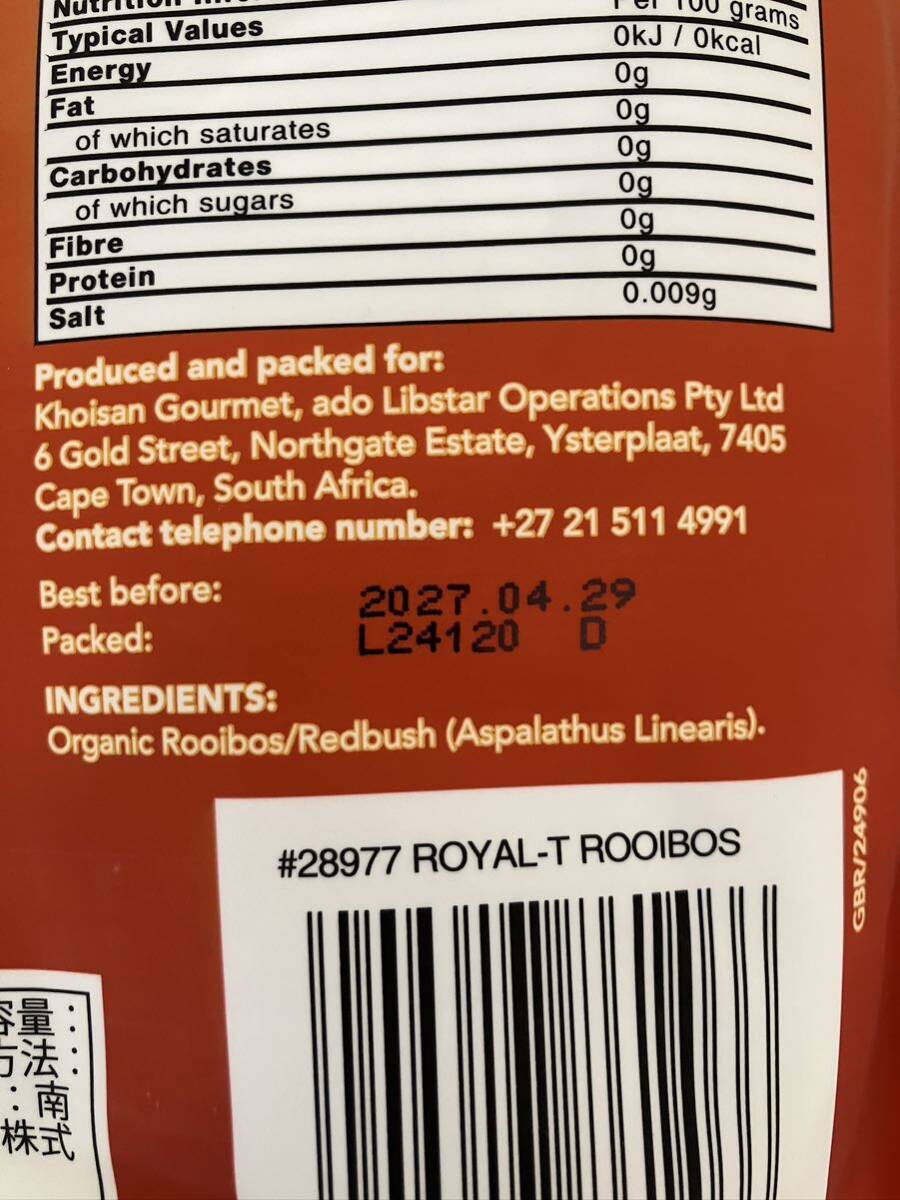 Typical Values
100 grams
Energy
0kJ / 0kcal
Fat
0g
of which saturates
0g
Carbohydrates
0g
of which sugars
0g
Fibre
0g
Protein
0g
Salt
0.009g
Produced and packed for:
Khoisan Gourmet, ado Libstar Operations Pty Ltd
6 Gold Street, Northgate Estate, Ysterplaat, 7405
Cape Town, South Africa.
Contact telephone number: +27 21 511 4991
Best before: 2027.04.29
Packed: L24120 D
INGREDIENTS:
Organic Rooibos/Redbush (Aspalathus Linearis).
GBR/24906
#28977 ROYAL-T ROOIBOS
量：
法：
：南
株式